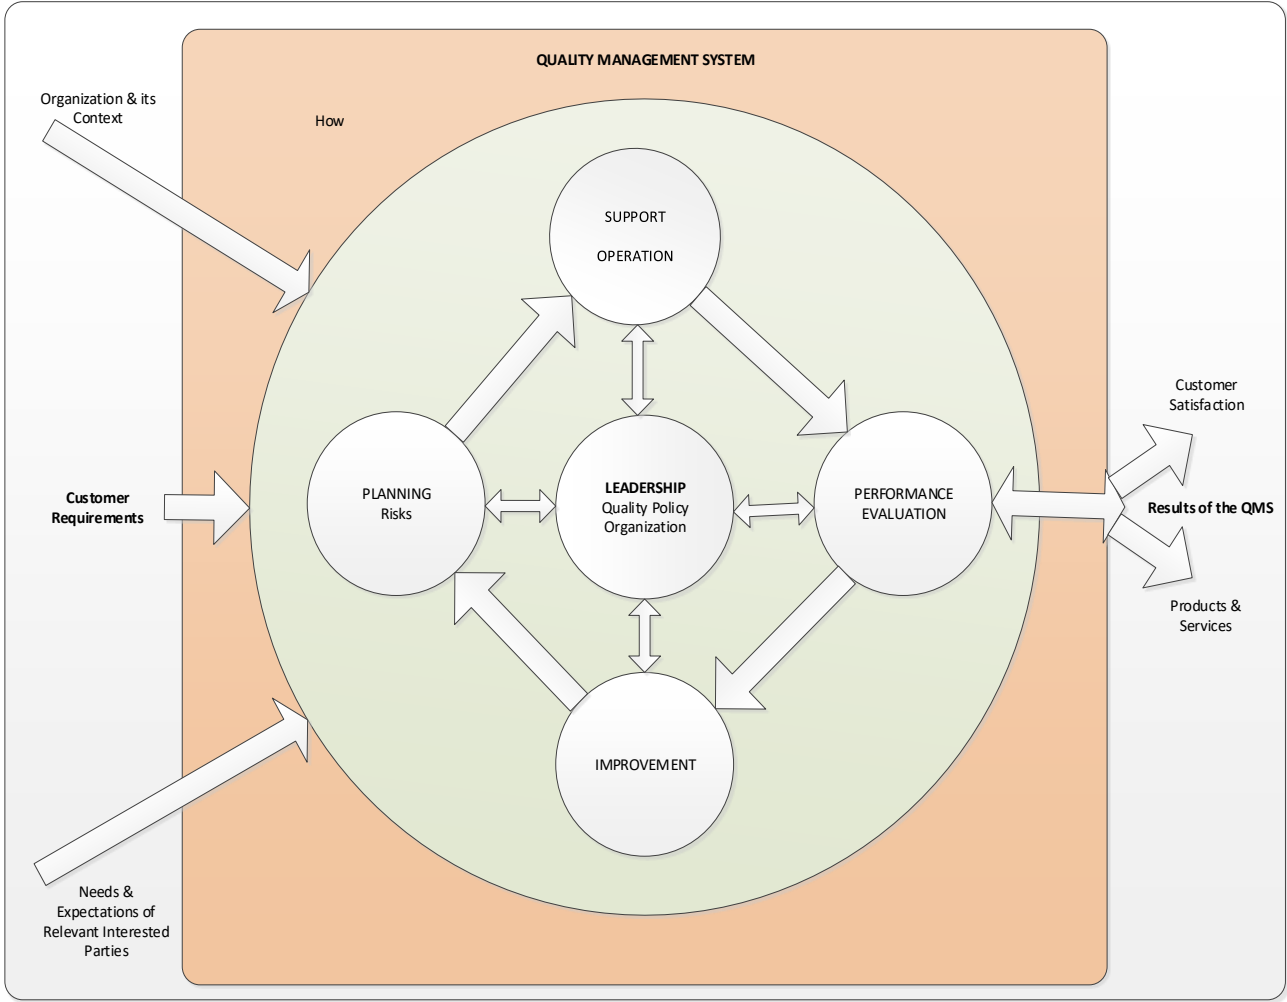 QUALITY MANAGEMENT SYSTEM
Organization & its
Context
How
SUPPORT
OPERATION
Customer
Satisfaction
Customer
Requirements
PLANNING
Risks
LEADERSHIP
Quality Policy
Organization
PERFORMANCE
EVALUATION
Results of the QMS
Products &
Services
IMPROVEMENT
Needs &
Expectations of
Relevant Interested
Parties